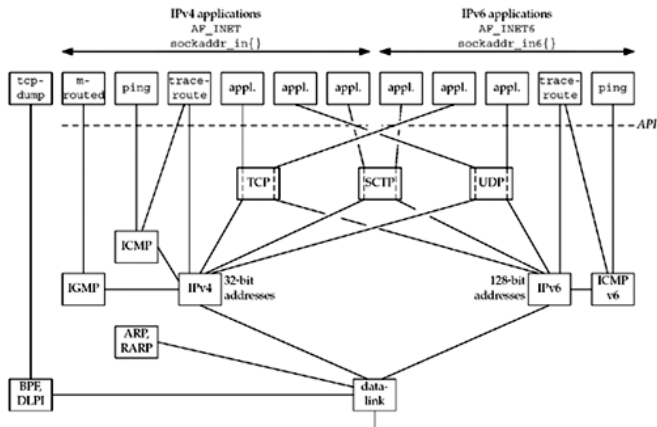 IPv4 applications
AF_INET
sockaddr_in{}
IPv6 applications
AF_INET6
sockaddr_in6{}
tcp-
dump
m-
routed
ping
trace-
route
appl.
appl.
appl.
appl.
appl.
appl.
trace-
route
ping
API
TCP
SCTP
UDP
ICMP
IGMP
IPv4
32-bit
addresses
128-bit
addresses
IPv6
ICMP
v6
ARP,
RARP
BPF,
DLPI
data-
link